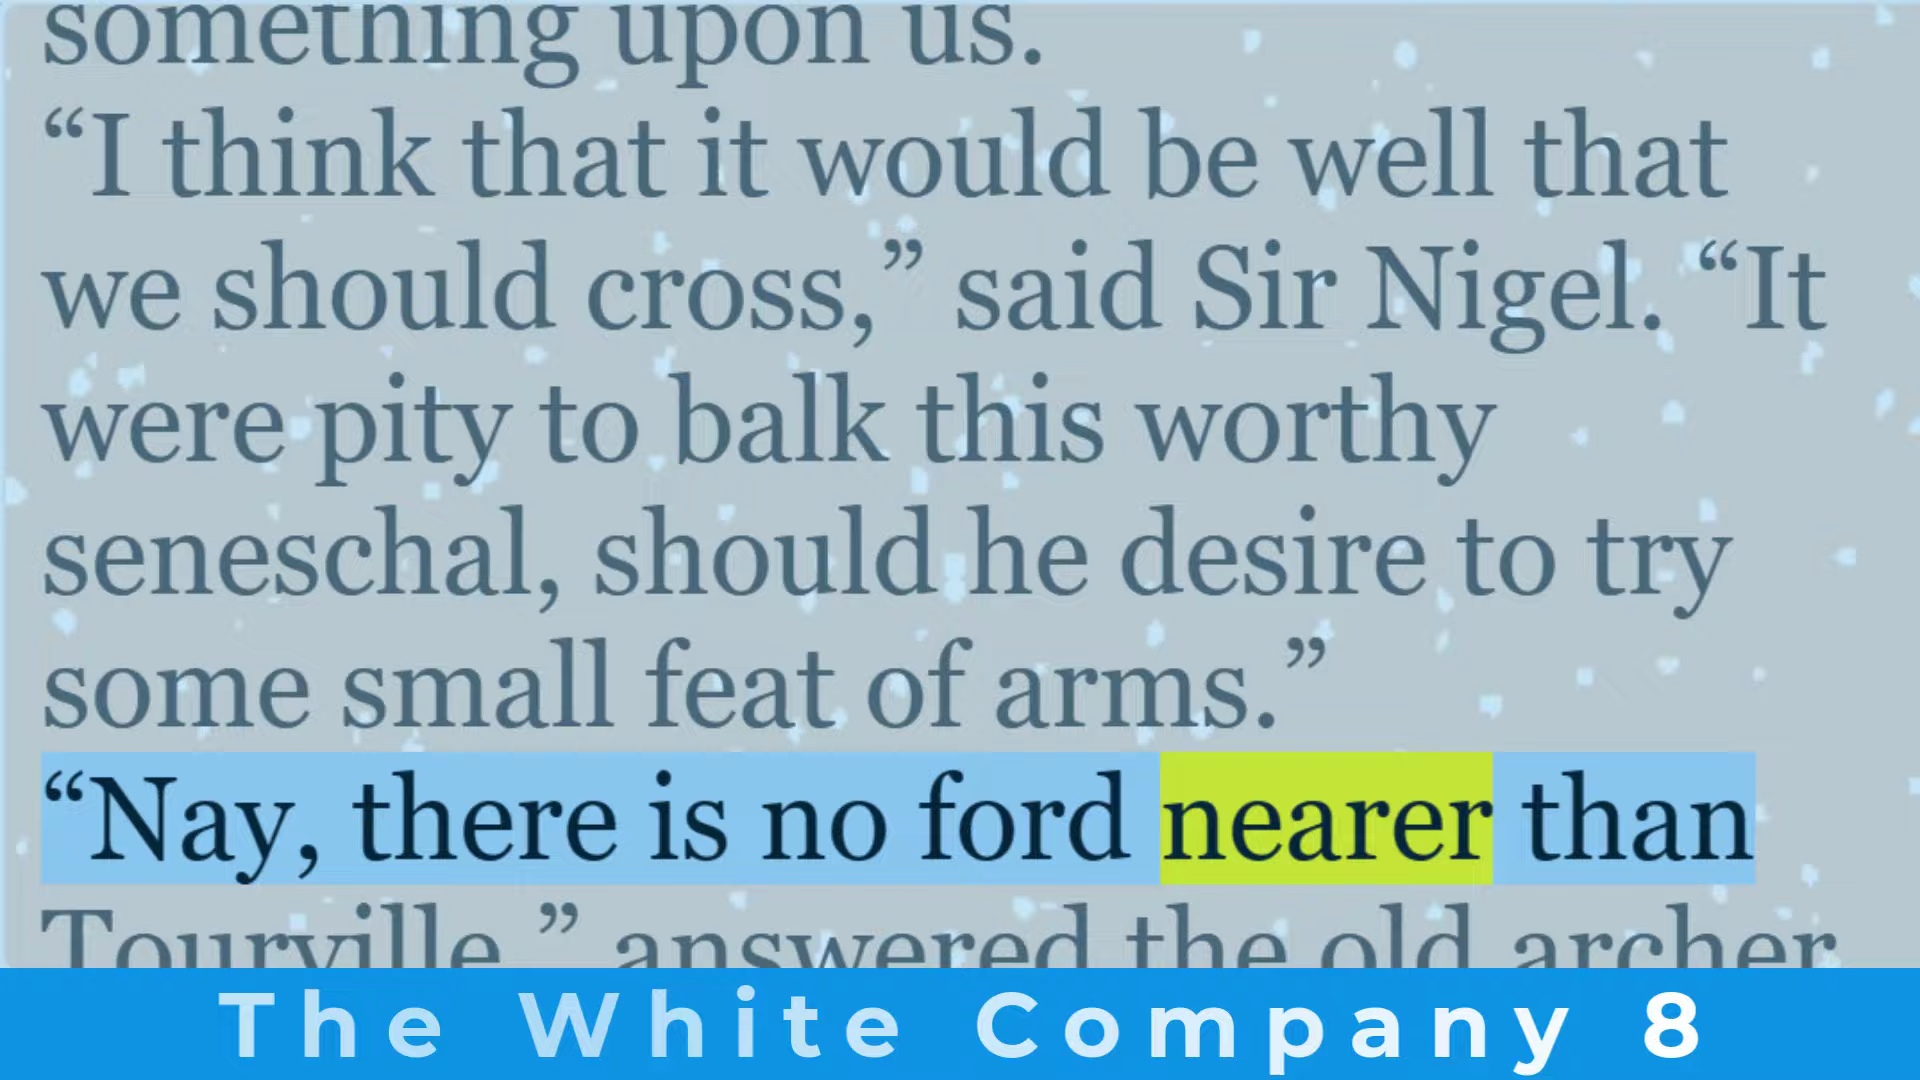 something upon us.
“I think that it would be well that
we should cross,” said Sir Nigel. “It
were pity to balk this worthy
seneschal, should he desire to try
some small feat of arms.”
“Nay, there is no ford nearer than
Tourville,” answered the old archer
The White Company 8